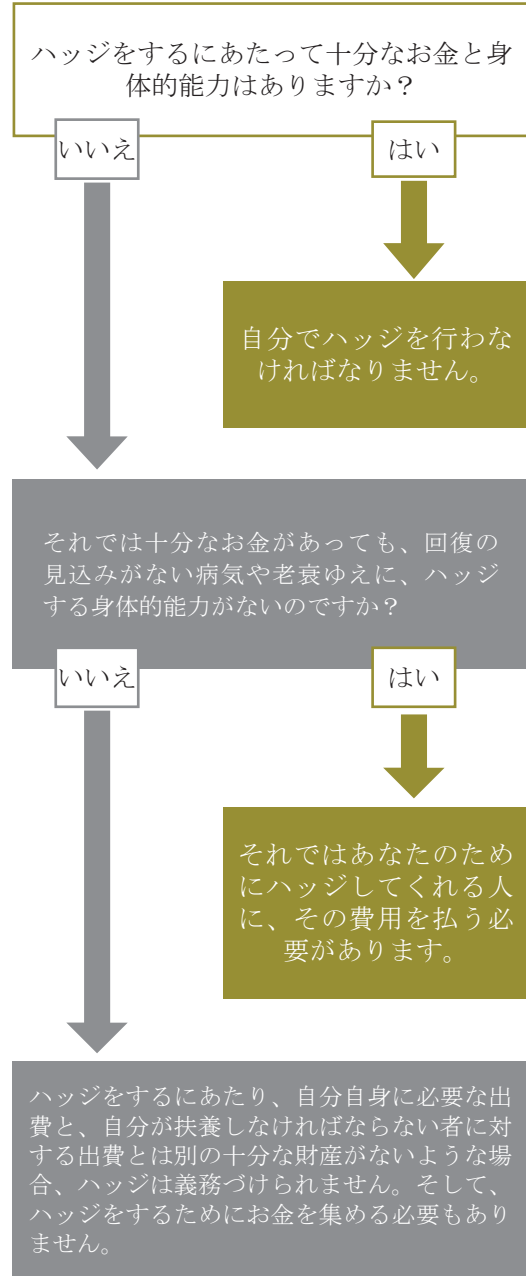 ハッジをするにあたって十分なお金と身
体的能力はありますか？
いいえ
はい
自分でハッジを行わな
ければなりません。
それでは十分なお金があっても、回復の
見込みがない病気や老衰ゆえに、ハッジ
する身体的能力がないのですか？
いいえ
はい
それではあなたのため
にハッジしてくれる人
に、その費用を払う必
要があります。
ハッジをするにあたり、自分自身に必要な出
費と、自分が扶養しなければならない者に対
する出費とは別の十分な財産がないような場
合、ハッジは義務づけられません。そして、
ハッジをするためにお金を集める必要もあり
ません。